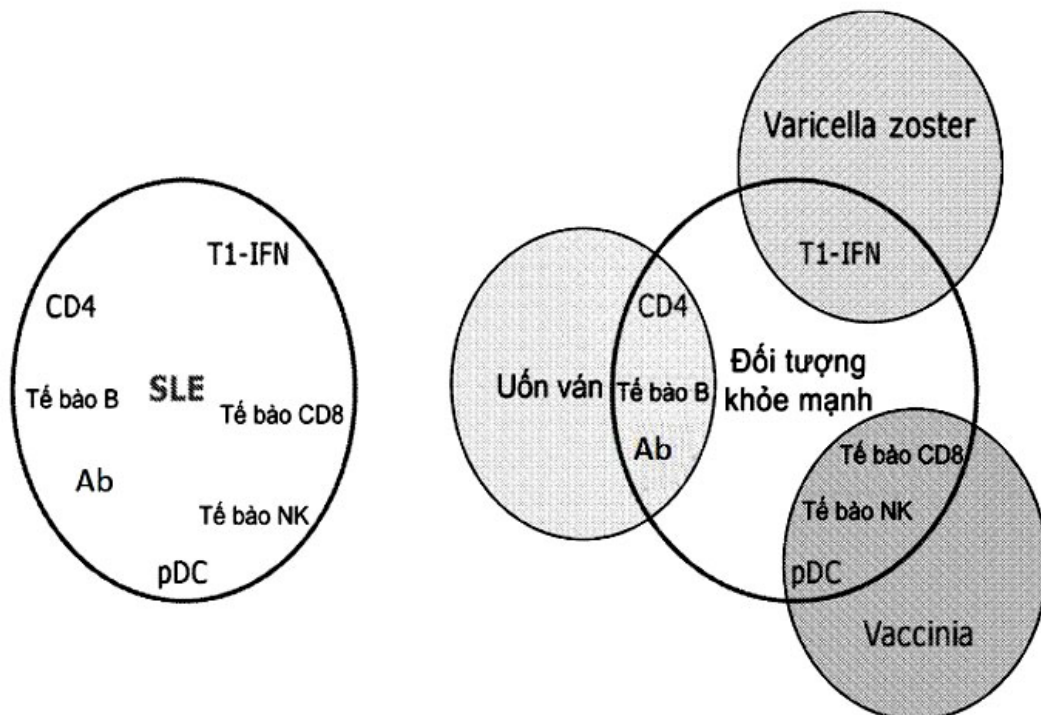 T1-IFN
CD4
Tế bào B
SLE
Tế bào CD8
Ab
Tế bào NK
pDC
Varicella zoster
T1-IFN
CD4
Uốn ván
Tế bào B
Đối tượng
khỏe mạnh
Ab
Tế bào CD8
Tế bào NK
pDC
Vaccinia